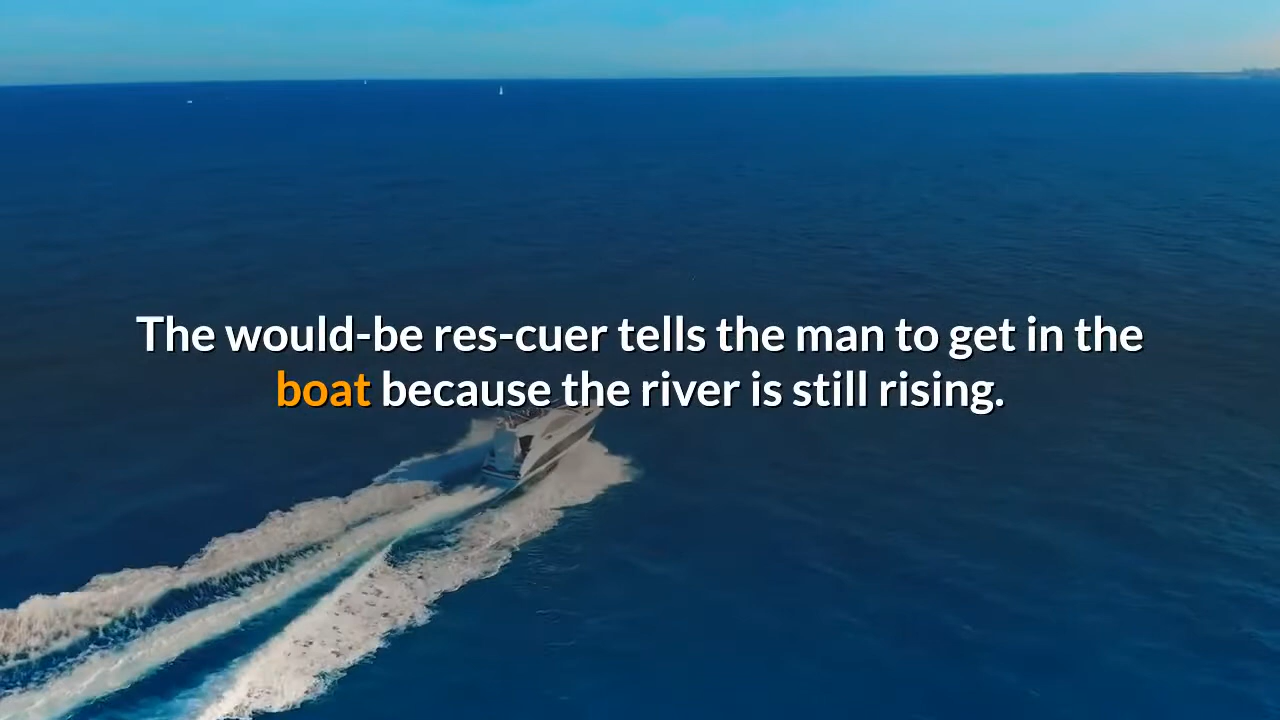 The would-be res-cuer tells the man to get in the
boat because the river is still rising.